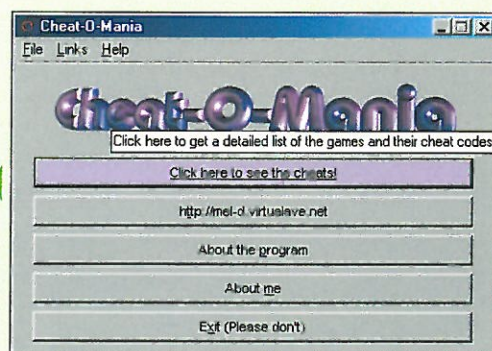 Cheat-O-Mania
File Links Help
Cheat-O-Mania
Click here to get a detailed list of the games and their cheat codes
Click here to see the cheats!
http://mel-d.virtualave.net
About the program
About me
Exit (Please don't)